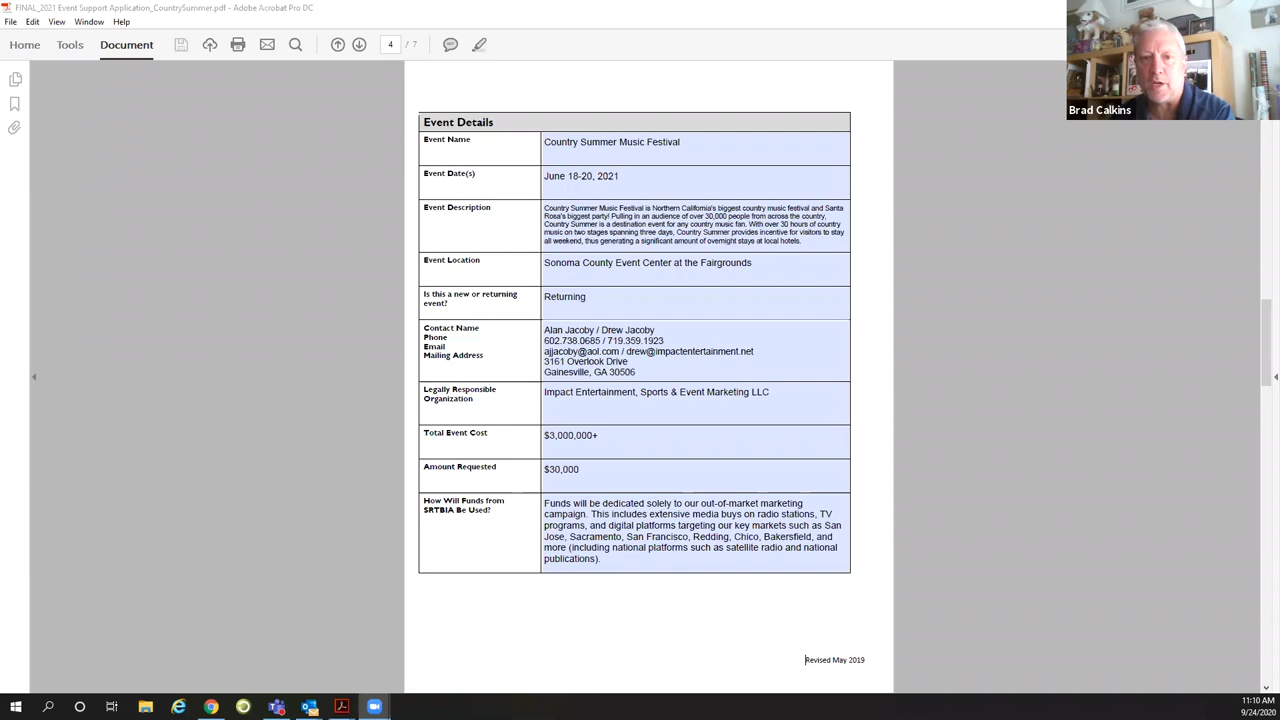 FINAL_2021 Event Support Application_CountrySummer.pdf - Adobe Acrobat Pro DC
File Edit View Window Help
Home Tools Document 4 / 7
Brad Calkins
Event Details
Event Name
Country Summer Music Festival
Event Date(s)
June 18-20, 2021
Event Description
Country Summer Music Festival is Northern California's biggest country music festival and Santa
Rosa's biggest party! Pulling in an audience of over 30,000 people from across the country,
Country Summer is a destination event for any country music fan. With over 30 hours of country
music on two stages spanning three days, Country Summer provides incentive for visitors to stay
all weekend, thus generating a significant amount of overnight stays at local hotels.
Event Location
Sonoma County Event Center at the Fairgrounds
Is this a new or returning
event?
Returning
Contact Name
Phone
Email
Mailing Address
Alan Jacoby / Drew Jacoby
602.738.0685 / 719.359.1923
ajjacoby@aol.com / drew@impactentertainment.net
3161 Overlook Drive
Gainesville, GA 30506
Legally Responsible
Organization
Impact Entertainment, Sports & Event Marketing LLC
Total Event Cost
$3,000,000+
Amount Requested
$30,000
How Will Funds from
SRTBIA Be Used?
Funds will be dedicated solely to our out-of-market marketing
campaign. This includes extensive media buys on radio stations, TV
programs, and digital platforms targeting our key markets such as San
Jose, Sacramento, San Francisco, Redding, Chico, Bakersfield, and
more (including national platforms such as satellite radio and national
publications).
Revised May 2019
11:10 AM
9/24/2020